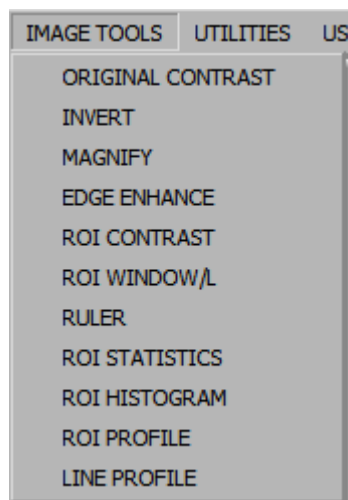 IMAGE TOOLS UTILITIES US
ORIGINAL CONTRAST
INVERT
MAGNIFY
EDGE ENHANCE
ROI CONTRAST
ROI WINDOW/L
RULER
ROI STATISTICS
ROI HISTOGRAM
ROI PROFILE
LINE PROFILE